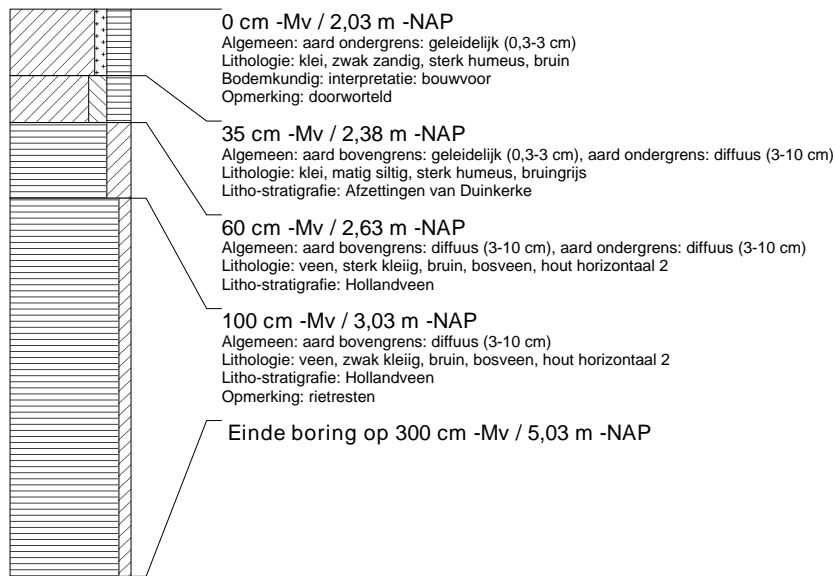 0 cm -Mv / 2,03 m -NAP
Algemeen: aard ondergrens: geleidelijk (0,3-3 cm)
Lithologie: klei, zwak zandig, sterk humeus, bruin
Bodemkundig: interpretatie: bouwvoor
Opmerking: doorworteld
35 cm -Mv / 2,38 m -NAP
Algemeen: aard bovengrens: geleidelijk (0,3-3 cm), aard ondergrens: diffuus (3-10 cm)
Lithologie: klei, matig siltig, sterk humeus, bruingrijs
Litho-stratigrafie: Afzettingen van Duinkerke
60 cm -Mv / 2,63 m -NAP
Algemeen: aard bovengrens: diffuus (3-10 cm), aard ondergrens: diffuus (3-10 cm)
Lithologie: veen, sterk kleiig, bruin, bosveen, hout horizontaal 2
Litho-stratigrafie: Hollandveen
100 cm -Mv / 3,03 m -NAP
Algemeen: aard bovengrens: diffuus (3-10 cm)
Lithologie: veen, zwak kleiig, bruin, bosveen, hout horizontaal 2
Litho-stratigrafie: Hollandveen
Opmerking: rietresten
Einde boring op 300 cm -Mv / 5,03 m -NAP